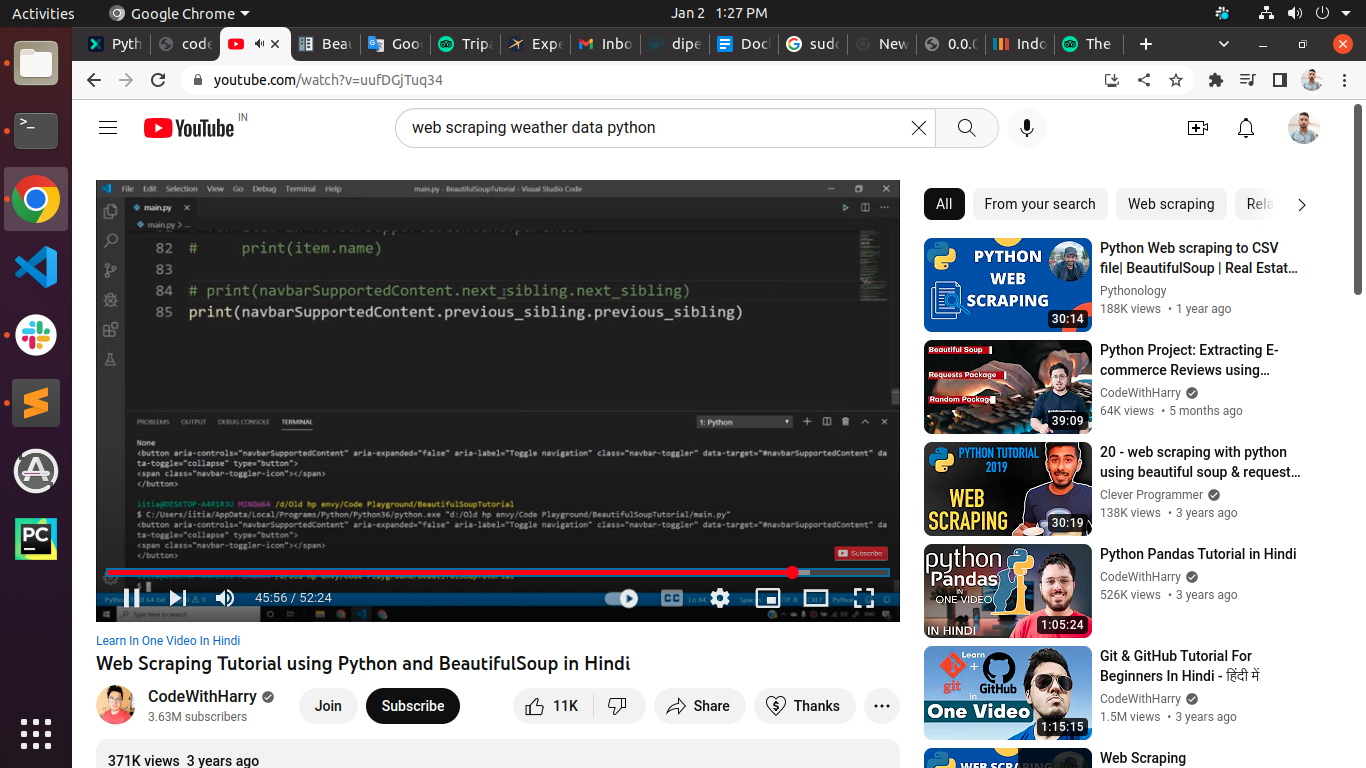 Activities
Google Chrome
Jan 2 1:27 PM
Pyth
code
Beau
Goo
Trip
Expe
Inbo
dipe
Docl
sudo
New
0.0.0
Indo
The
youtube.com/watch?v=uufDGjTuq34
YouTube IN
web scraping weather data python
File Edit Selection View Go Debug Terminal Help
main.py - BeautifulSoupTutorial - Visual Studio Code
main.py
main.py > ...
82 # print(item.name)
83
84 # print(navbarSupportedContent.next_sibling.next_sibling)
85 print(navbarSupportedContent.previous_sibling.previous_sibling)
PROBLEMS OUTPUT DEBUG CONSOLE TERMINAL
1: Python
None
<button aria-controls="navbarSupportedContent" aria-expanded="false" aria-label="Toggle navigation" class="navbar-toggler" data-target="#navbarSupportedContent" da
ta-toggle="collapse" type="button">
<span class="navbar-toggler-icon"></span>
</button>
iitia@DESKTOP-A4RIRJU MINGW64 /d/Old hp envy/Code Playground/BeautifulSoupTutorial
$ C:/Users/iitia/AppData/Local/Programs/Python/Python36/python.exe "d:/Old hp envy/Code Playground/BeautifulSoupTutorial/main.py"
<button aria-controls="navbarSupportedContent" aria-expanded="false" aria-label="Toggle navigation" class="navbar-toggler" data-target="#navbarSupportedContent" da
ta-toggle="collapse" type="button">
<span class="navbar-toggler-icon"></span>
</button>
Subscribe
45:56 / 52:24
CC
Learn In One Video In Hindi
Web Scraping Tutorial using Python and BeautifulSoup in Hindi
CodeWithHarry
3.63M subscribers
Join
Subscribe
11K
Share
Thanks
371K views 3 years ago
All
From your search
Web scraping
Rela
PYTHON
WEB
SCRAPING
30:14
Python Web scraping to CSV
file| BeautifulSoup | Real Estat...
Pythonology
188K views • 1 year ago
Beautiful Soup
Requests Package
Random Package
39:09
Python Project: Extracting E-
commerce Reviews using...
CodeWithHarry
64K views • 5 months ago
PYTHON TUTORIAL
2019
WEB
SCRAPING
30:19
20 - web scraping with python
using beautiful soup & request...
Clever Programmer
138K views • 3 years ago
python
Pandas
IN
ONE VIDEO
IN HINDI
1:05:24
Python Pandas Tutorial in Hindi
CodeWithHarry
526K views • 3 years ago
Learn
git
+
GitHub
in
One Video
1:15:15
Git & GitHub Tutorial For
Beginners In Hindi - हिंदी में
CodeWithHarry
1.5M views • 3 years ago
Web Scraping
PC